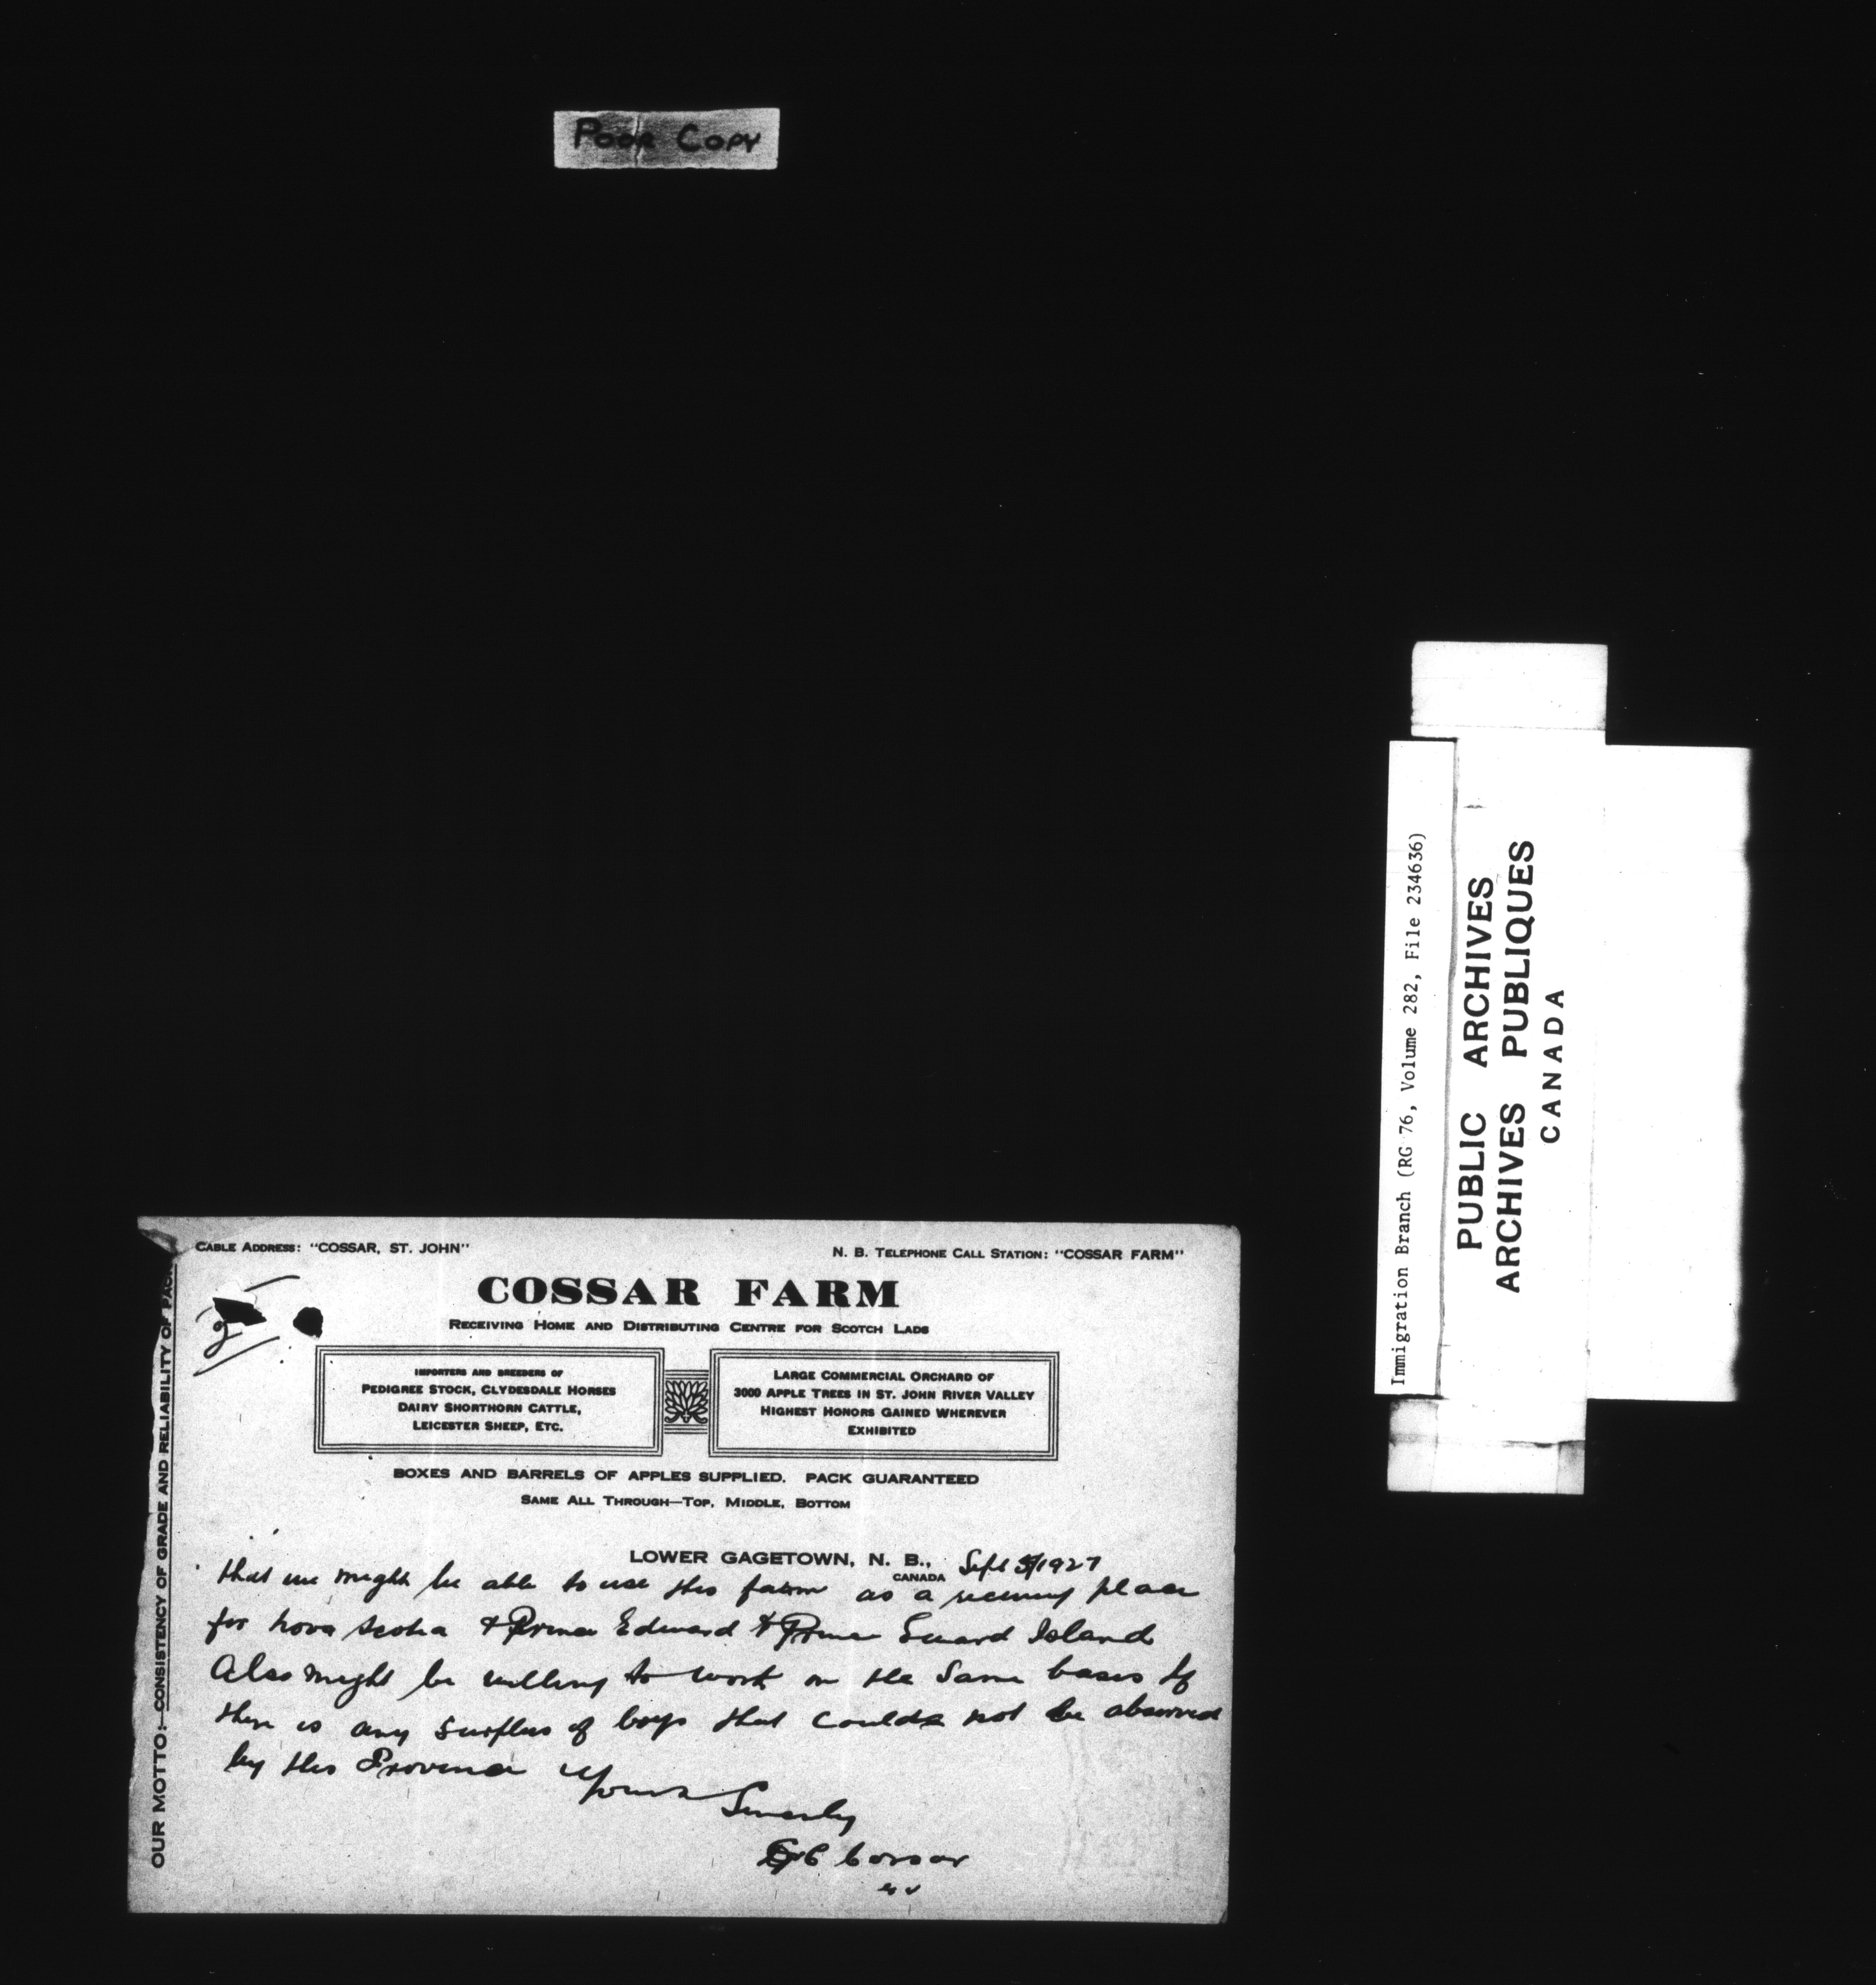 POOR COPY
CABLE ADDRESS: "COSSAR, ST. JOHN"
N. B. TELEPHONE CALL STATION: "COSSAR FARM"
COSSAR FARM
RECEIVING HOME AND DISTRIBUTING CENTRE FOR SCOTCH LADS
2
IMPORTERS AND BREEDERS OF
PEDIGREE STOCK, CLYDESDALE HORSES
DAIRY SHORTHORN CATTLE,
LEICESTER SHEEP, ETC.
LARGE COMMERCIAL ORCHARD OF
3000 APPLE TREES IN ST. JOHN RIVER VALLEY
HIGHEST HONORS GAINED WHEREVER
EXHIBITED
BOXES AND BARRELS OF APPLES SUPPLIED. PACK GUARANTEED
SAME ALL THROUGH—TOP, MIDDLE, BOTTOM
LOWER GAGETOWN, N. B., Sept 1927
CANADA
that we might be able to use this farm as a receiving place
for Nova Scotia & Prince Edward & Prince Edward Island
Also might be willing to work on the same basis if
there is any surplus of boys that could not be absorved
by this Province Yours
Sincerely
G C Cossar
OUR MOTTO:—CONSISTENCY OF GRADE AND RELIABILITY OF
Immigration Branch (RG 76, Volume 282, File 234636)
PUBLIC ARCHIVES
ARCHIVES PUBLIQUES
CANADA